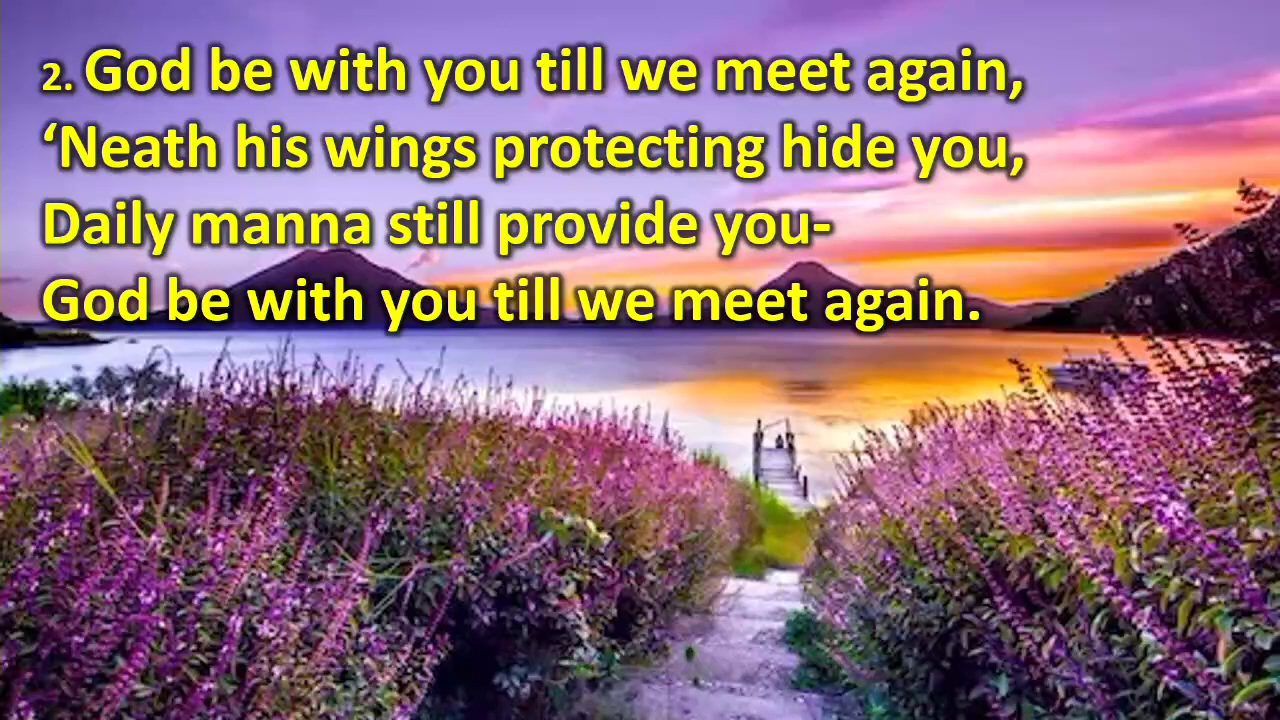 2. God be with you till we meet again,
‘Neath his wings protecting hide you,
Daily manna still provide you-
God be with you till we meet again.